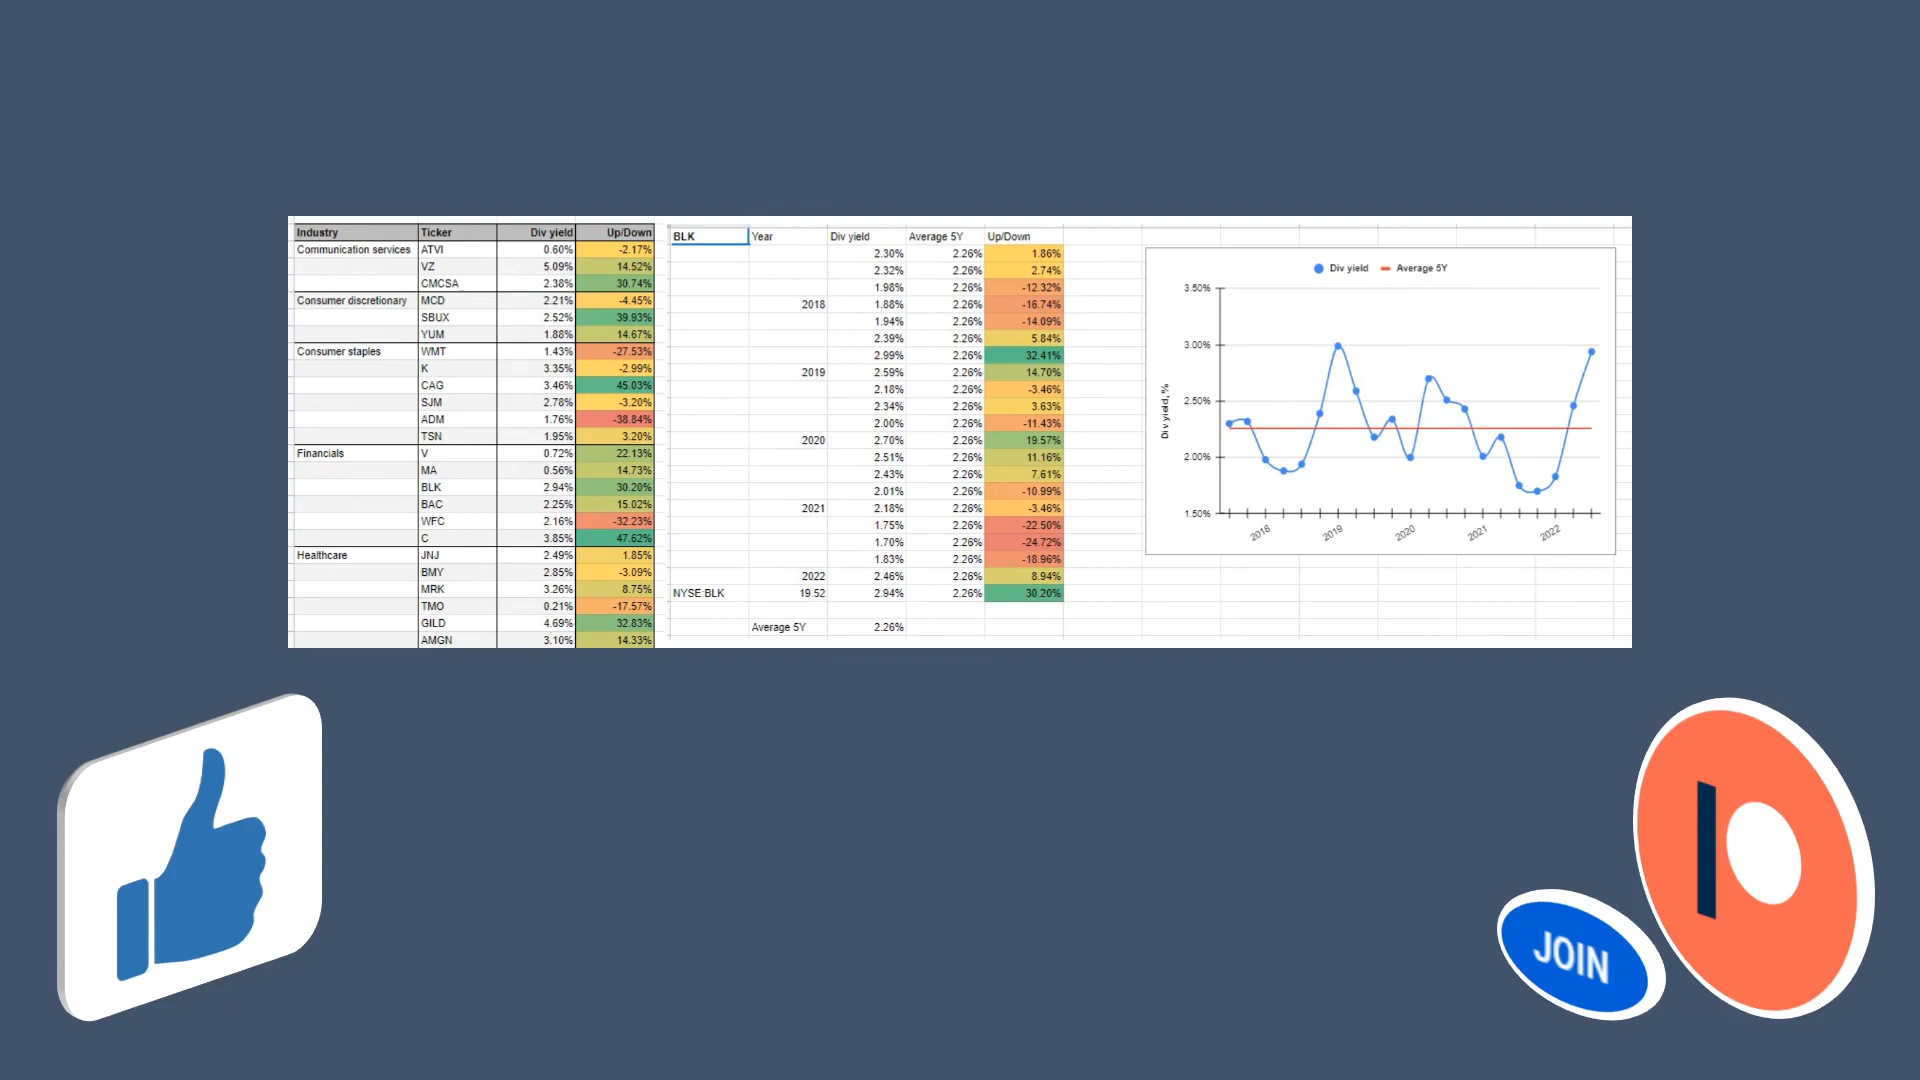 Industry Ticker Div yield Up/Down
Communication services ATVI 0.60% -2.17%
VZ 5.09% 14.52%
CMCSA 2.38% 30.74%
Consumer discretionary MCD 2.21% -4.45%
SBUX 2.52% 39.93%
YUM 1.88% 14.67%
Consumer staples WMT 1.43% -27.53%
K 3.35% -2.99%
CAG 3.46% 45.03%
SJM 2.78% -3.20%
ADM 1.76% -38.84%
TSN 1.95% 3.20%
Financials V 0.72% 22.13%
MA 0.56% 14.73%
BLK 2.94% 30.20%
BAC 2.25% 15.02%
WFC 2.16% -32.23%
C 3.85% 47.62%
Healthcare JNJ 2.49% 1.85%
BMY 2.85% -3.09%
MRK 3.26% 8.75%
TMO 0.21% -17.57%
GILD 4.69% 32.83%
AMGN 3.10% 14.33%
BLK Year Div yield Average 5Y Up/Down
2.30% 2.26% 1.86%
2.32% 2.26% 2.74%
1.98% 2.26% -12.32%
2018 1.88% 2.26% -16.74%
1.94% 2.26% -14.09%
2.39% 2.26% 5.84%
2.99% 2.26% 32.41%
2019 2.59% 2.26% 14.70%
2.18% 2.26% -3.46%
2.34% 2.26% 3.63%
2.00% 2.26% -11.43%
2020 2.70% 2.26% 19.57%
2.51% 2.26% 11.16%
2.43% 2.26% 7.61%
2.01% 2.26% -10.99%
2021 2.18% 2.26% -3.46%
1.75% 2.26% -22.50%
1.70% 2.26% -24.72%
1.83% 2.26% -18.96%
2022 2.46% 2.26% 8.94%
NYSE:BLK 19.52 2.94% 2.26% 30.20%
Average 5Y 2.26%
Div yield Average 5Y
3.50%
3.00%
2.50%
2.00%
1.50%
Div yield, %
2018 2019 2020 2021 2022
JOIN